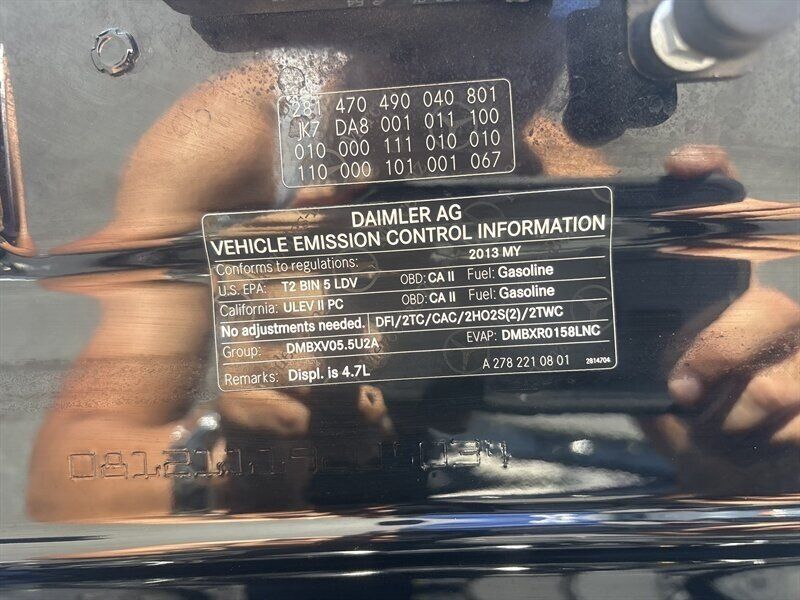 281 470 490 040 801
JK7 DA8 001 011 100
010 000 111 010 010
110 000 101 001 067
DAIMLER AG
VEHICLE EMISSION CONTROL INFORMATION
Conforms to regulations: 2013 MY
U.S. EPA: T2 BIN 5 LDV OBD: CA II Fuel: Gasoline
California: ULEV II PC OBD: CA II Fuel: Gasoline
No adjustments needed. DFI/2TC/CAC/2HO2S(2)/2TWC
Group: DMBXV05.5U2A EVAP: DMBXR0158LNC
Remarks: Displ. is 4.7L A 278 221 08 01 2814704